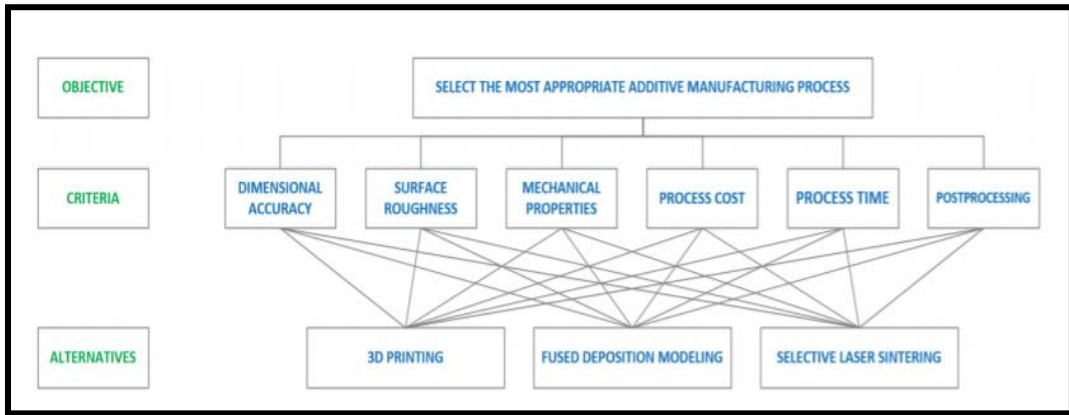 OBJECTIVE
SELECT THE MOST APPROPRIATE ADDITIVE MANUFACTURING PROCESS
CRITERIA
DIMENSIONAL
ACCURACY
SURFACE
ROUGHNESS
MECHANICAL
PROPERTIES
PROCESS COST
PROCESS TIME
POSTPROCESSING
ALTERNATIVES
3D PRINTING
FUSED DEPOSITION MODELING
SELECTIVE LASER SINTERING